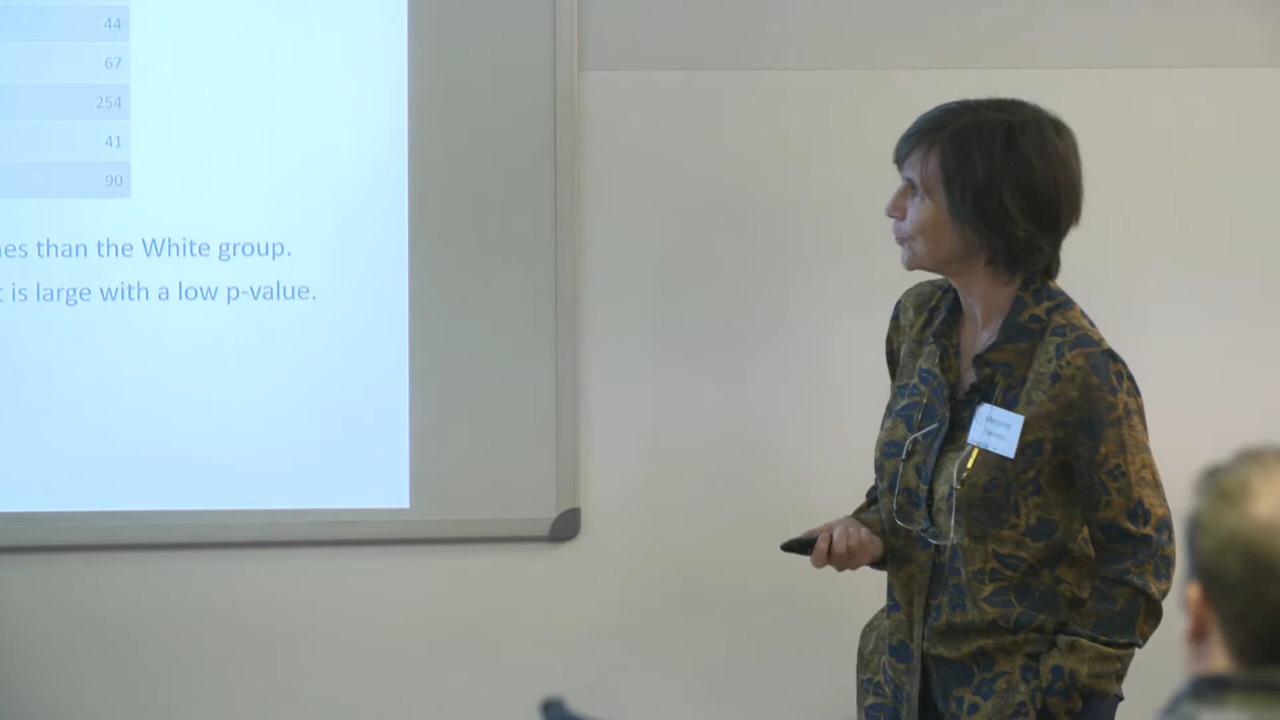 44
67
254
41
90
es than the White group.
is large with a low p-value.